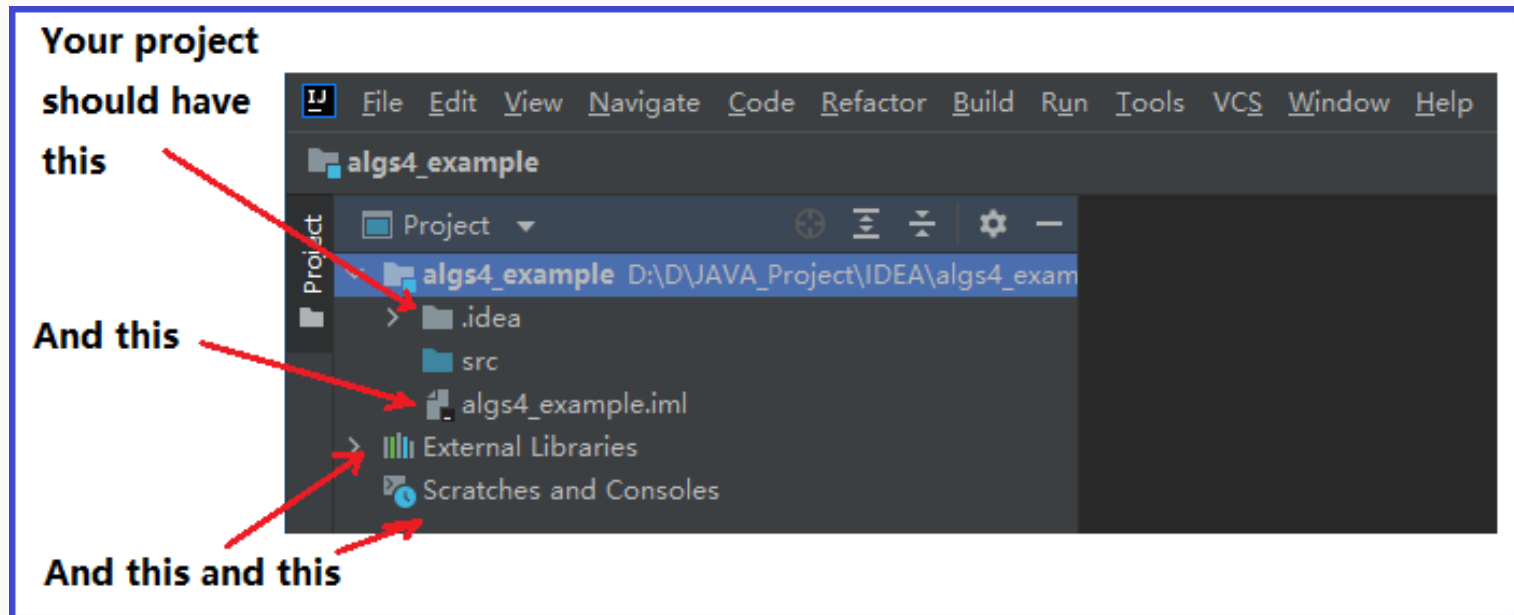 Your project
should have
this
IJ File Edit View Navigate Code Refactor Build Run Tools VCS Window Help
algs4_example
Project
Project
algs4_example D:\D\JAVA_Project\IDEA\algs4_exam
.idea
And this
src
algs4_example.iml
External Libraries
Scratches and Consoles
And this and this